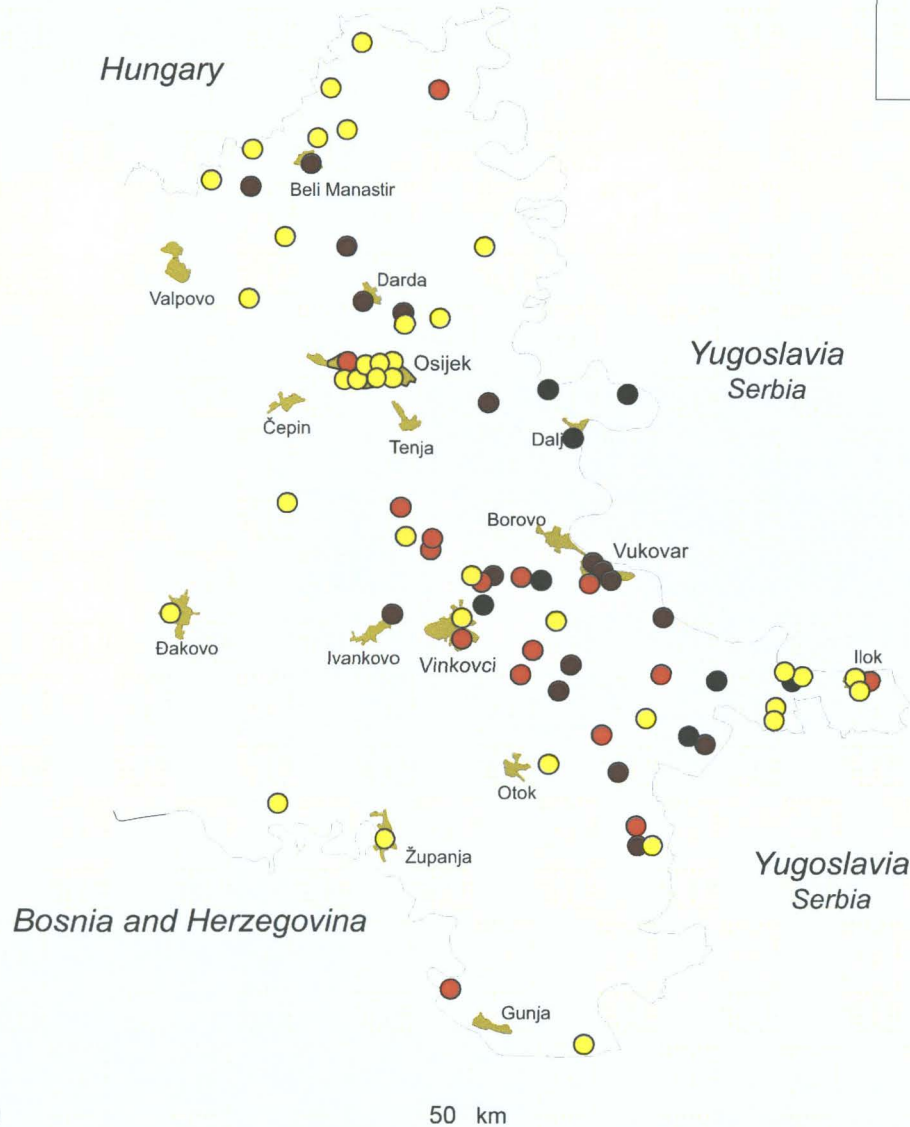 Hungary
Beli Manastir
Valpovo
Darda
Osijek
Yugoslavia
Serbia
Čepin
Tenja
Dalj
Borovo
Vukovar
Đakovo
Ivankovo
Vinkovci
Ilok
Otok
Županja
Yugoslavia
Serbia
Bosnia and Herzegovina
Gunja
50 km